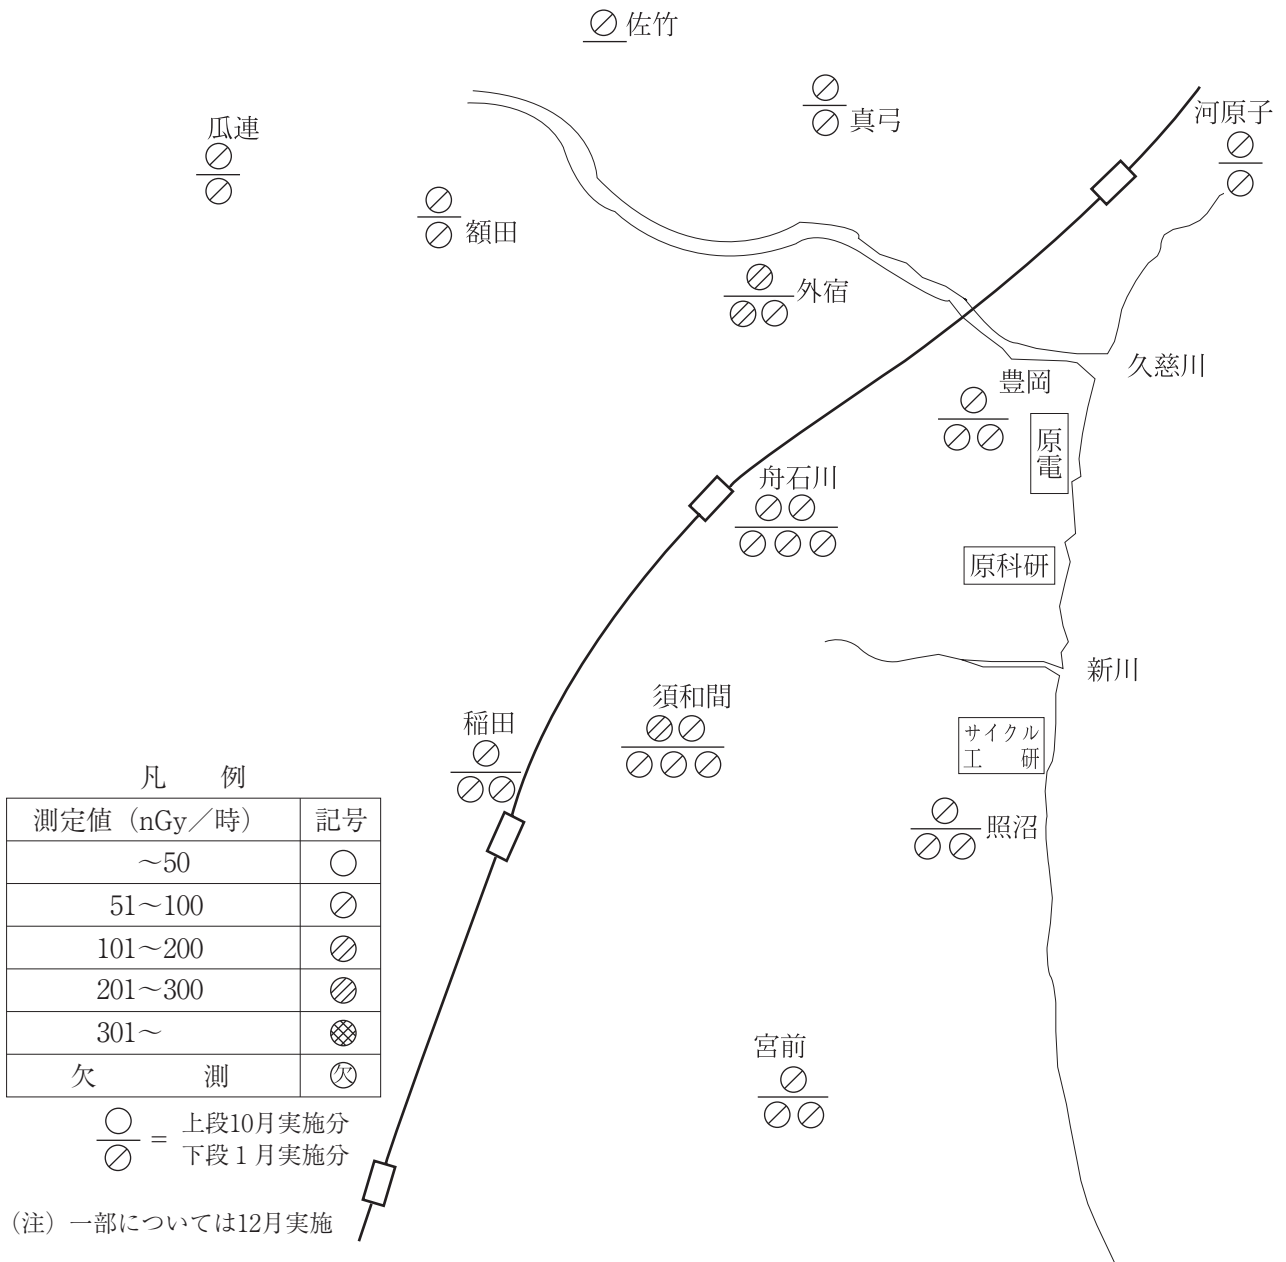 佐竹
真弓
河原子
瓜連
額田
外宿
久慈川
豊岡
原電
舟石川
原科研
新川
須和間
稲田
サイクル
工　研
照沼
宮前
凡　例
測定値（nGy／時） 記号
～50
51～100
101～200
201～300
301～
欠　測 欠
= 上段10月実施分
下段１月実施分
（注）一部については12月実施